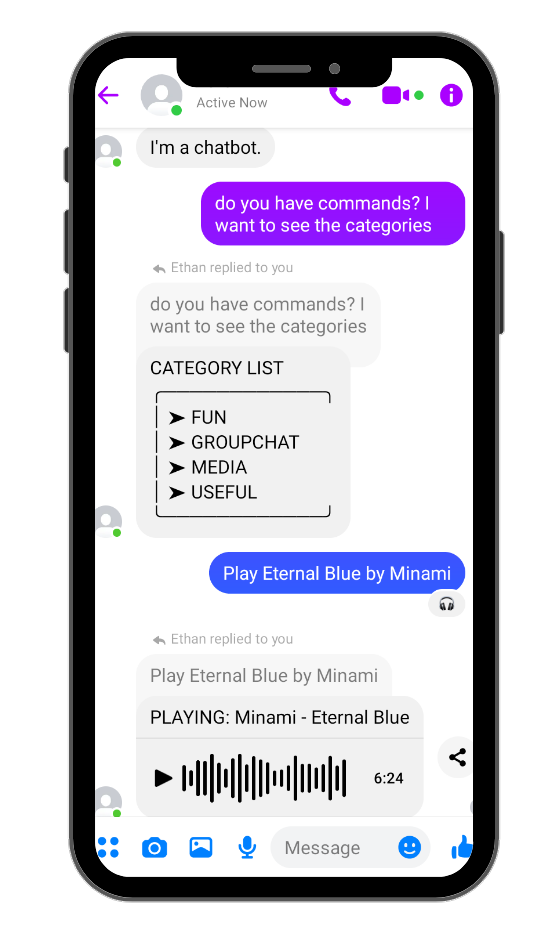 Active Now
I'm a chatbot.
do you have commands? I
want to see the categories
Ethan replied to you
do you have commands? I
want to see the categories
CATEGORY LIST
➤ FUN
➤ GROUPCHAT
➤ MEDIA
➤ USEFUL
Play Eternal Blue by Minami
Ethan replied to you
Play Eternal Blue by Minami
PLAYING: Minami - Eternal Blue
6:24
Message